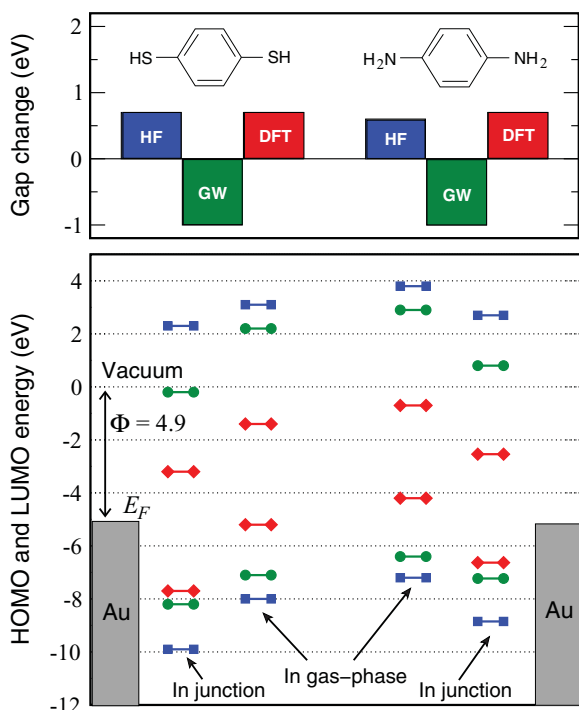 Gap change (eV)
2
1
0
-1
HS
SH
H2N
NH2
HF
GW
DFT
HF
GW
DFT
HOMO and LUMO energy (eV)
4
2
0
-2
-4
-6
-8
-10
-12
Vacuum
Φ = 4.9
EF
Au
Au
In junction
In gas−phase
In junction